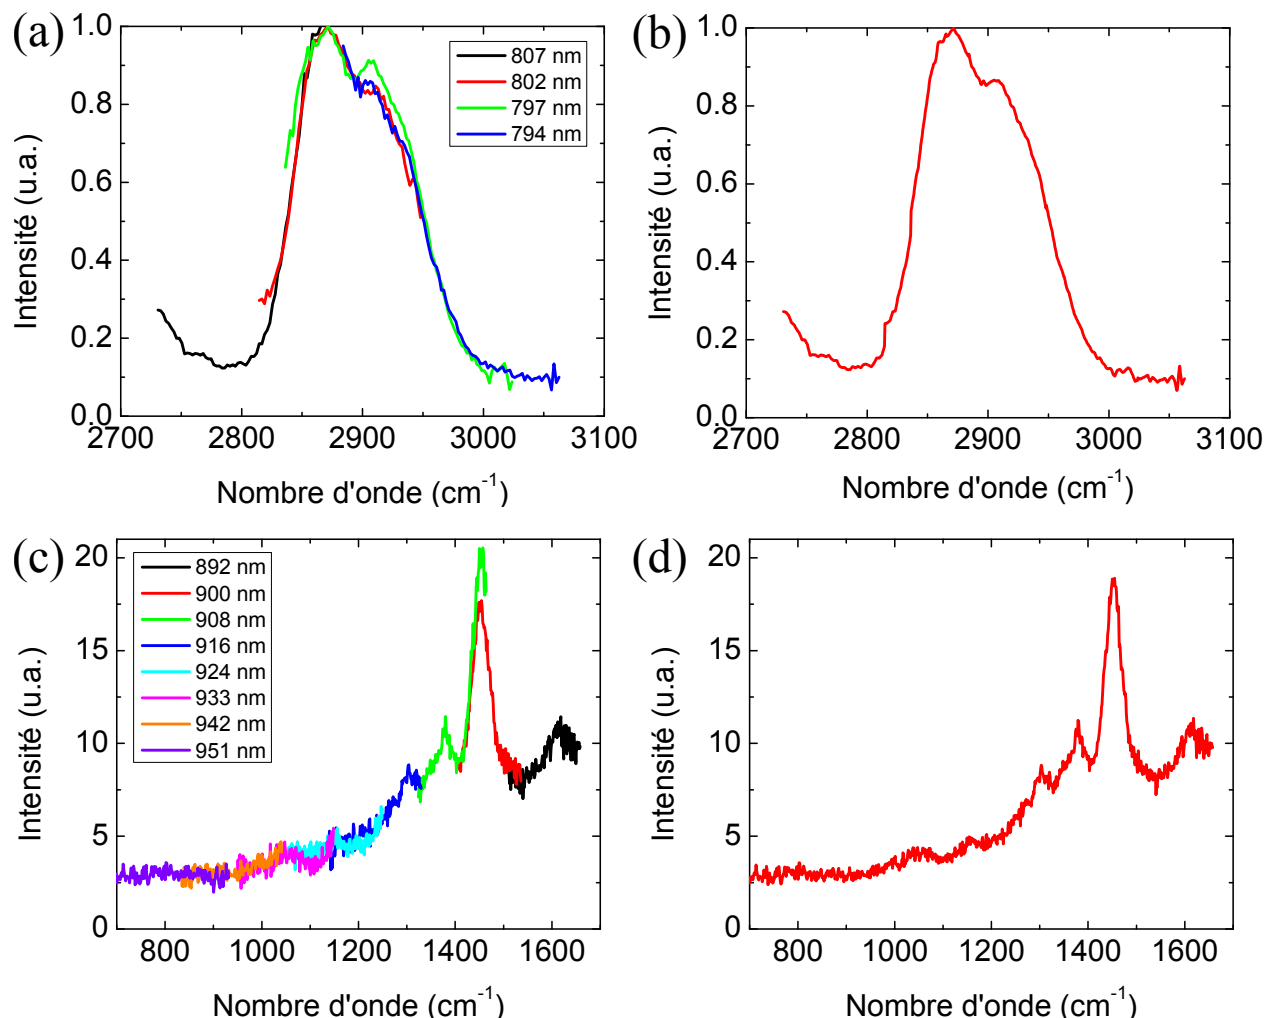 (a)
1.0
0.8
0.6
0.4
0.2
0.0
Intensité (u.a.)
807 nm
802 nm
797 nm
794 nm
2700 2800 2900 3000 3100
Nombre d'onde (cm-1)
(b)
1.0
0.8
0.6
0.4
0.2
0.0
Intensité (u.a.)
2700 2800 2900 3000 3100
Nombre d'onde (cm-1)
(c)
20
15
10
5
0
Intensité (u.a.)
892 nm
900 nm
908 nm
916 nm
924 nm
933 nm
942 nm
951 nm
800 1000 1200 1400 1600
Nombre d'onde (cm-1)
(d)
20
15
10
5
0
Intensité (u.a.)
800 1000 1200 1400 1600
Nombre d'onde (cm-1)